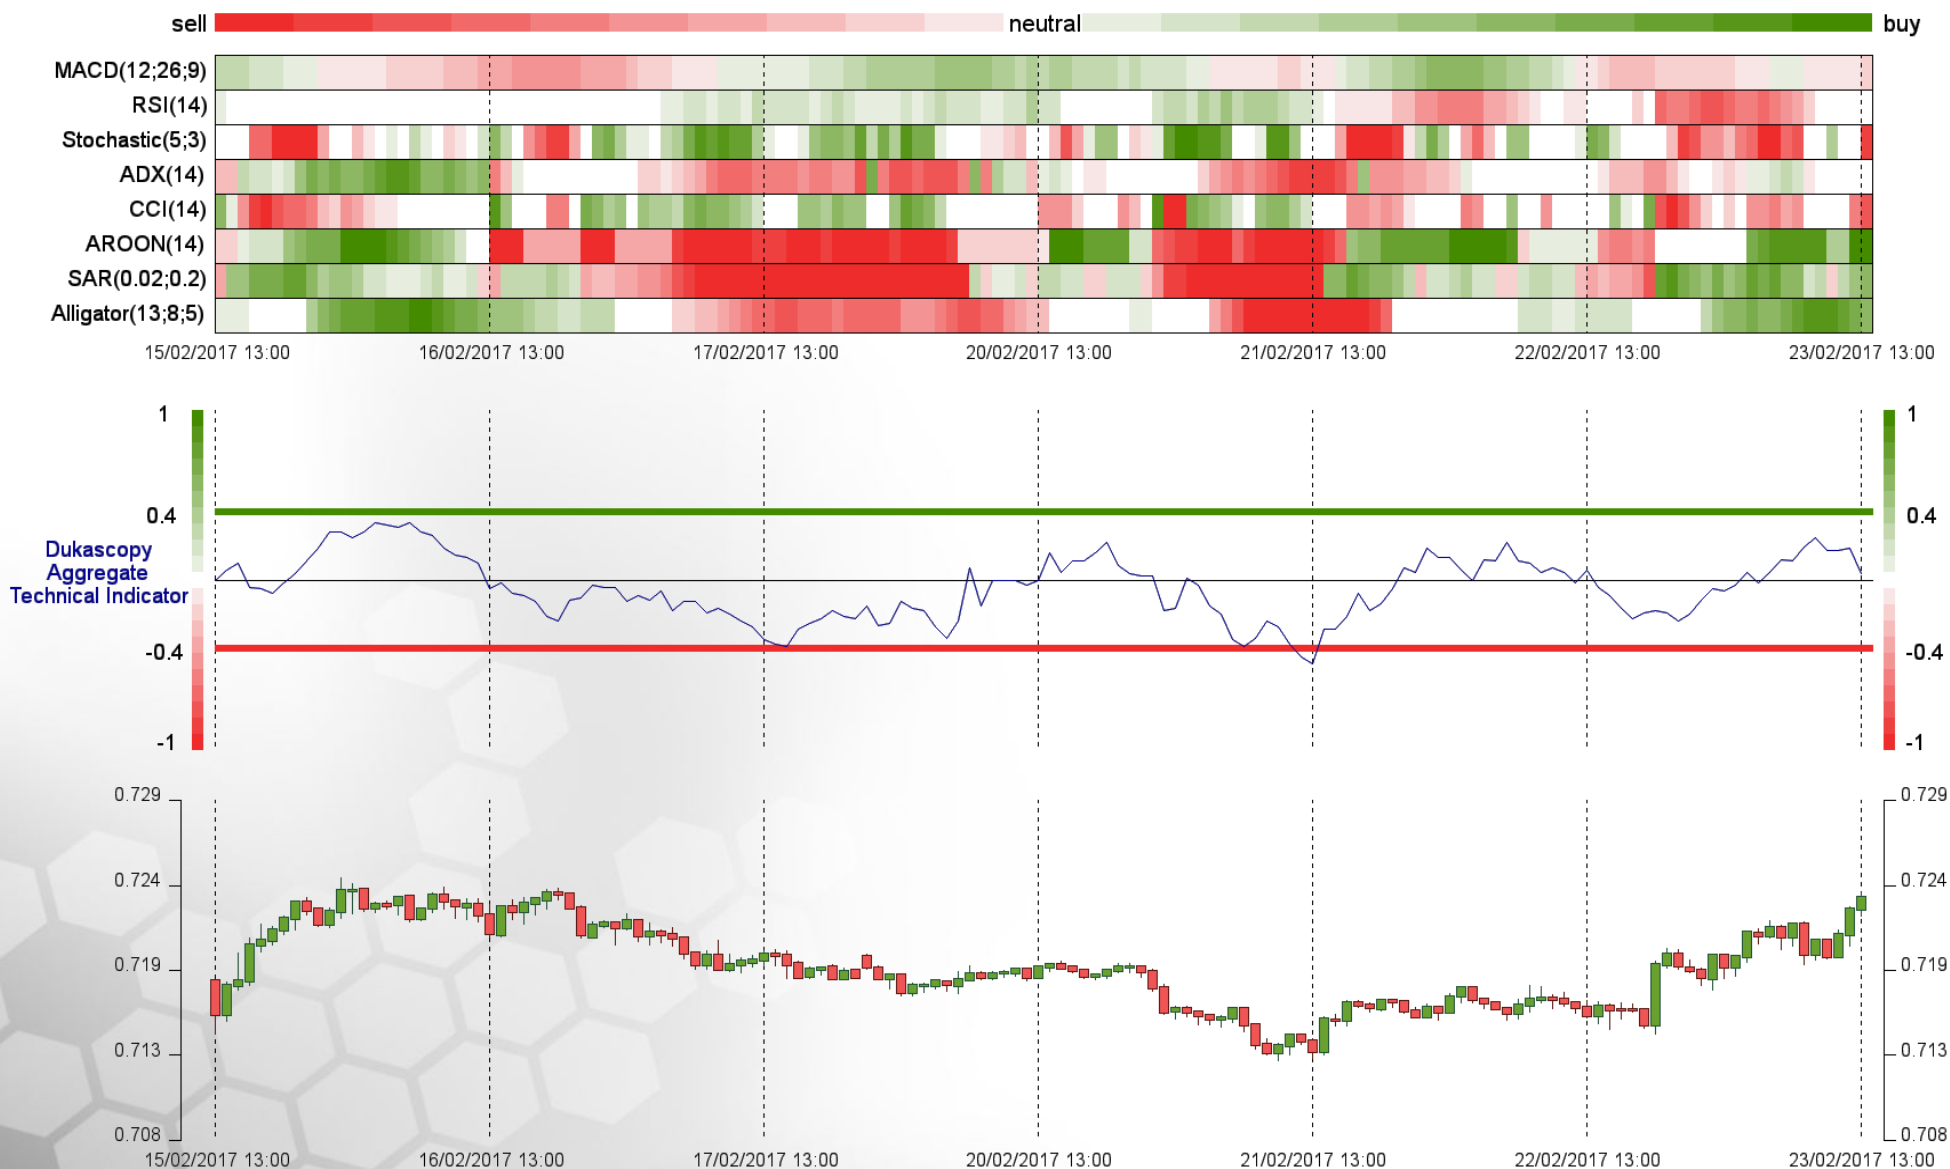 sell neutral buy
MACD(12;26;9)
RSI(14)
Stochastic(5;3)
ADX(14)
CCI(14)
AROON(14)
SAR(0.02;0.2)
Alligator(13;8;5)
15/02/2017 13:00 16/02/2017 13:00 17/02/2017 13:00 20/02/2017 13:00 21/02/2017 13:00 22/02/2017 13:00 23/02/2017 13:00
1 1
0.4 0.4
Dukascopy
Aggregate
Technical Indicator
-0.4 -0.4
-1 -1
0.729 0.729
0.724 0.724
0.719 0.719
0.713 0.713
0.708 0.708
15/02/2017 13:00 16/02/2017 13:00 17/02/2017 13:00 20/02/2017 13:00 21/02/2017 13:00 22/02/2017 13:00 23/02/2017 13:00